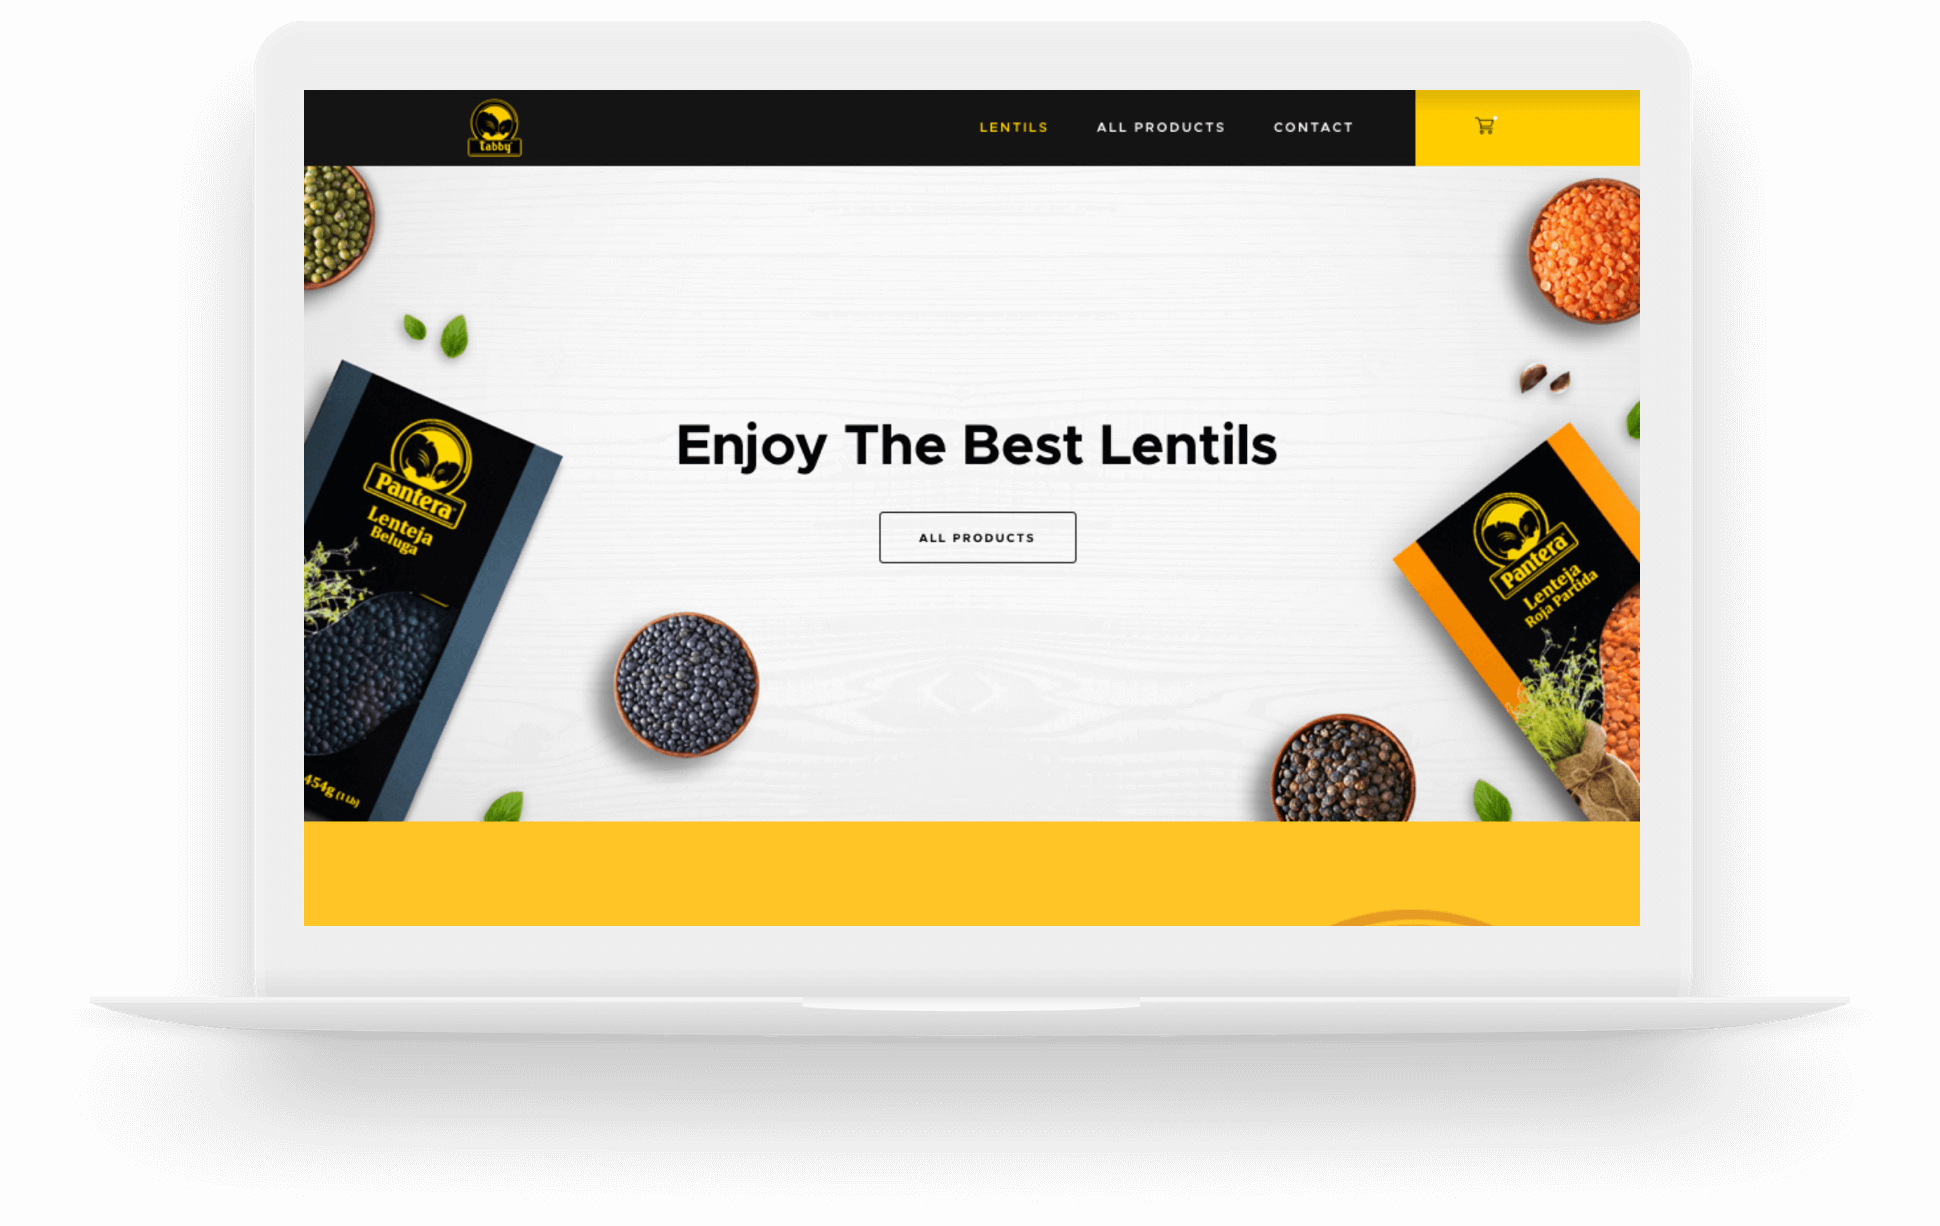 tabby
LENTILS
ALL PRODUCTS
CONTACT
Enjoy The Best Lentils
ALL PRODUCTS
Pantera
Lenteja
Beluga
454g (1 Lb)
Pantera
Lenteja
Roja Partida